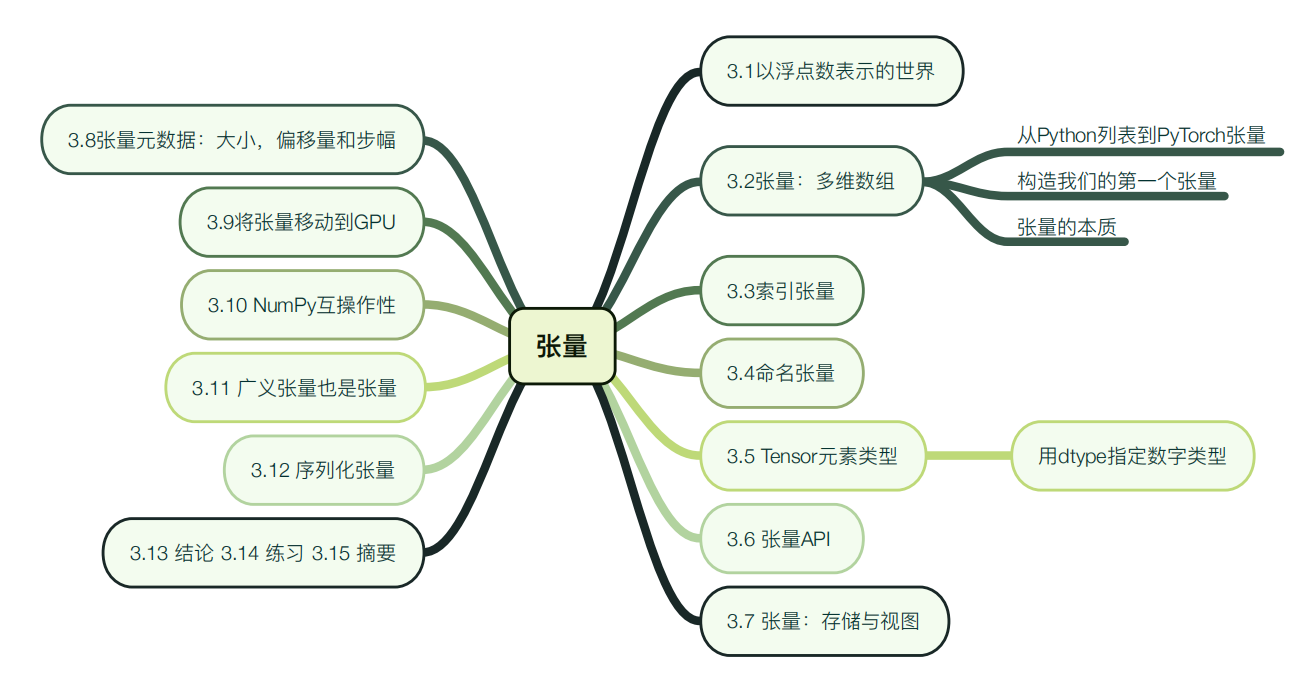 张量
3.1以浮点数表示的世界
3.2张量：多维数组
从Python列表到PyTorch张量
构造我们的第一个张量
张量的本质
3.3索引张量
3.4命名张量
3.5 Tensor元素类型
用dtype指定数字类型
3.6 张量API
3.7 张量：存储与视图
3.8张量元数据：大小，偏移量和步幅
3.9将张量移动到GPU
3.10 NumPy互操作性
3.11 广义张量也是张量
3.12 序列化张量
3.13 结论 3.14 练习 3.15 摘要